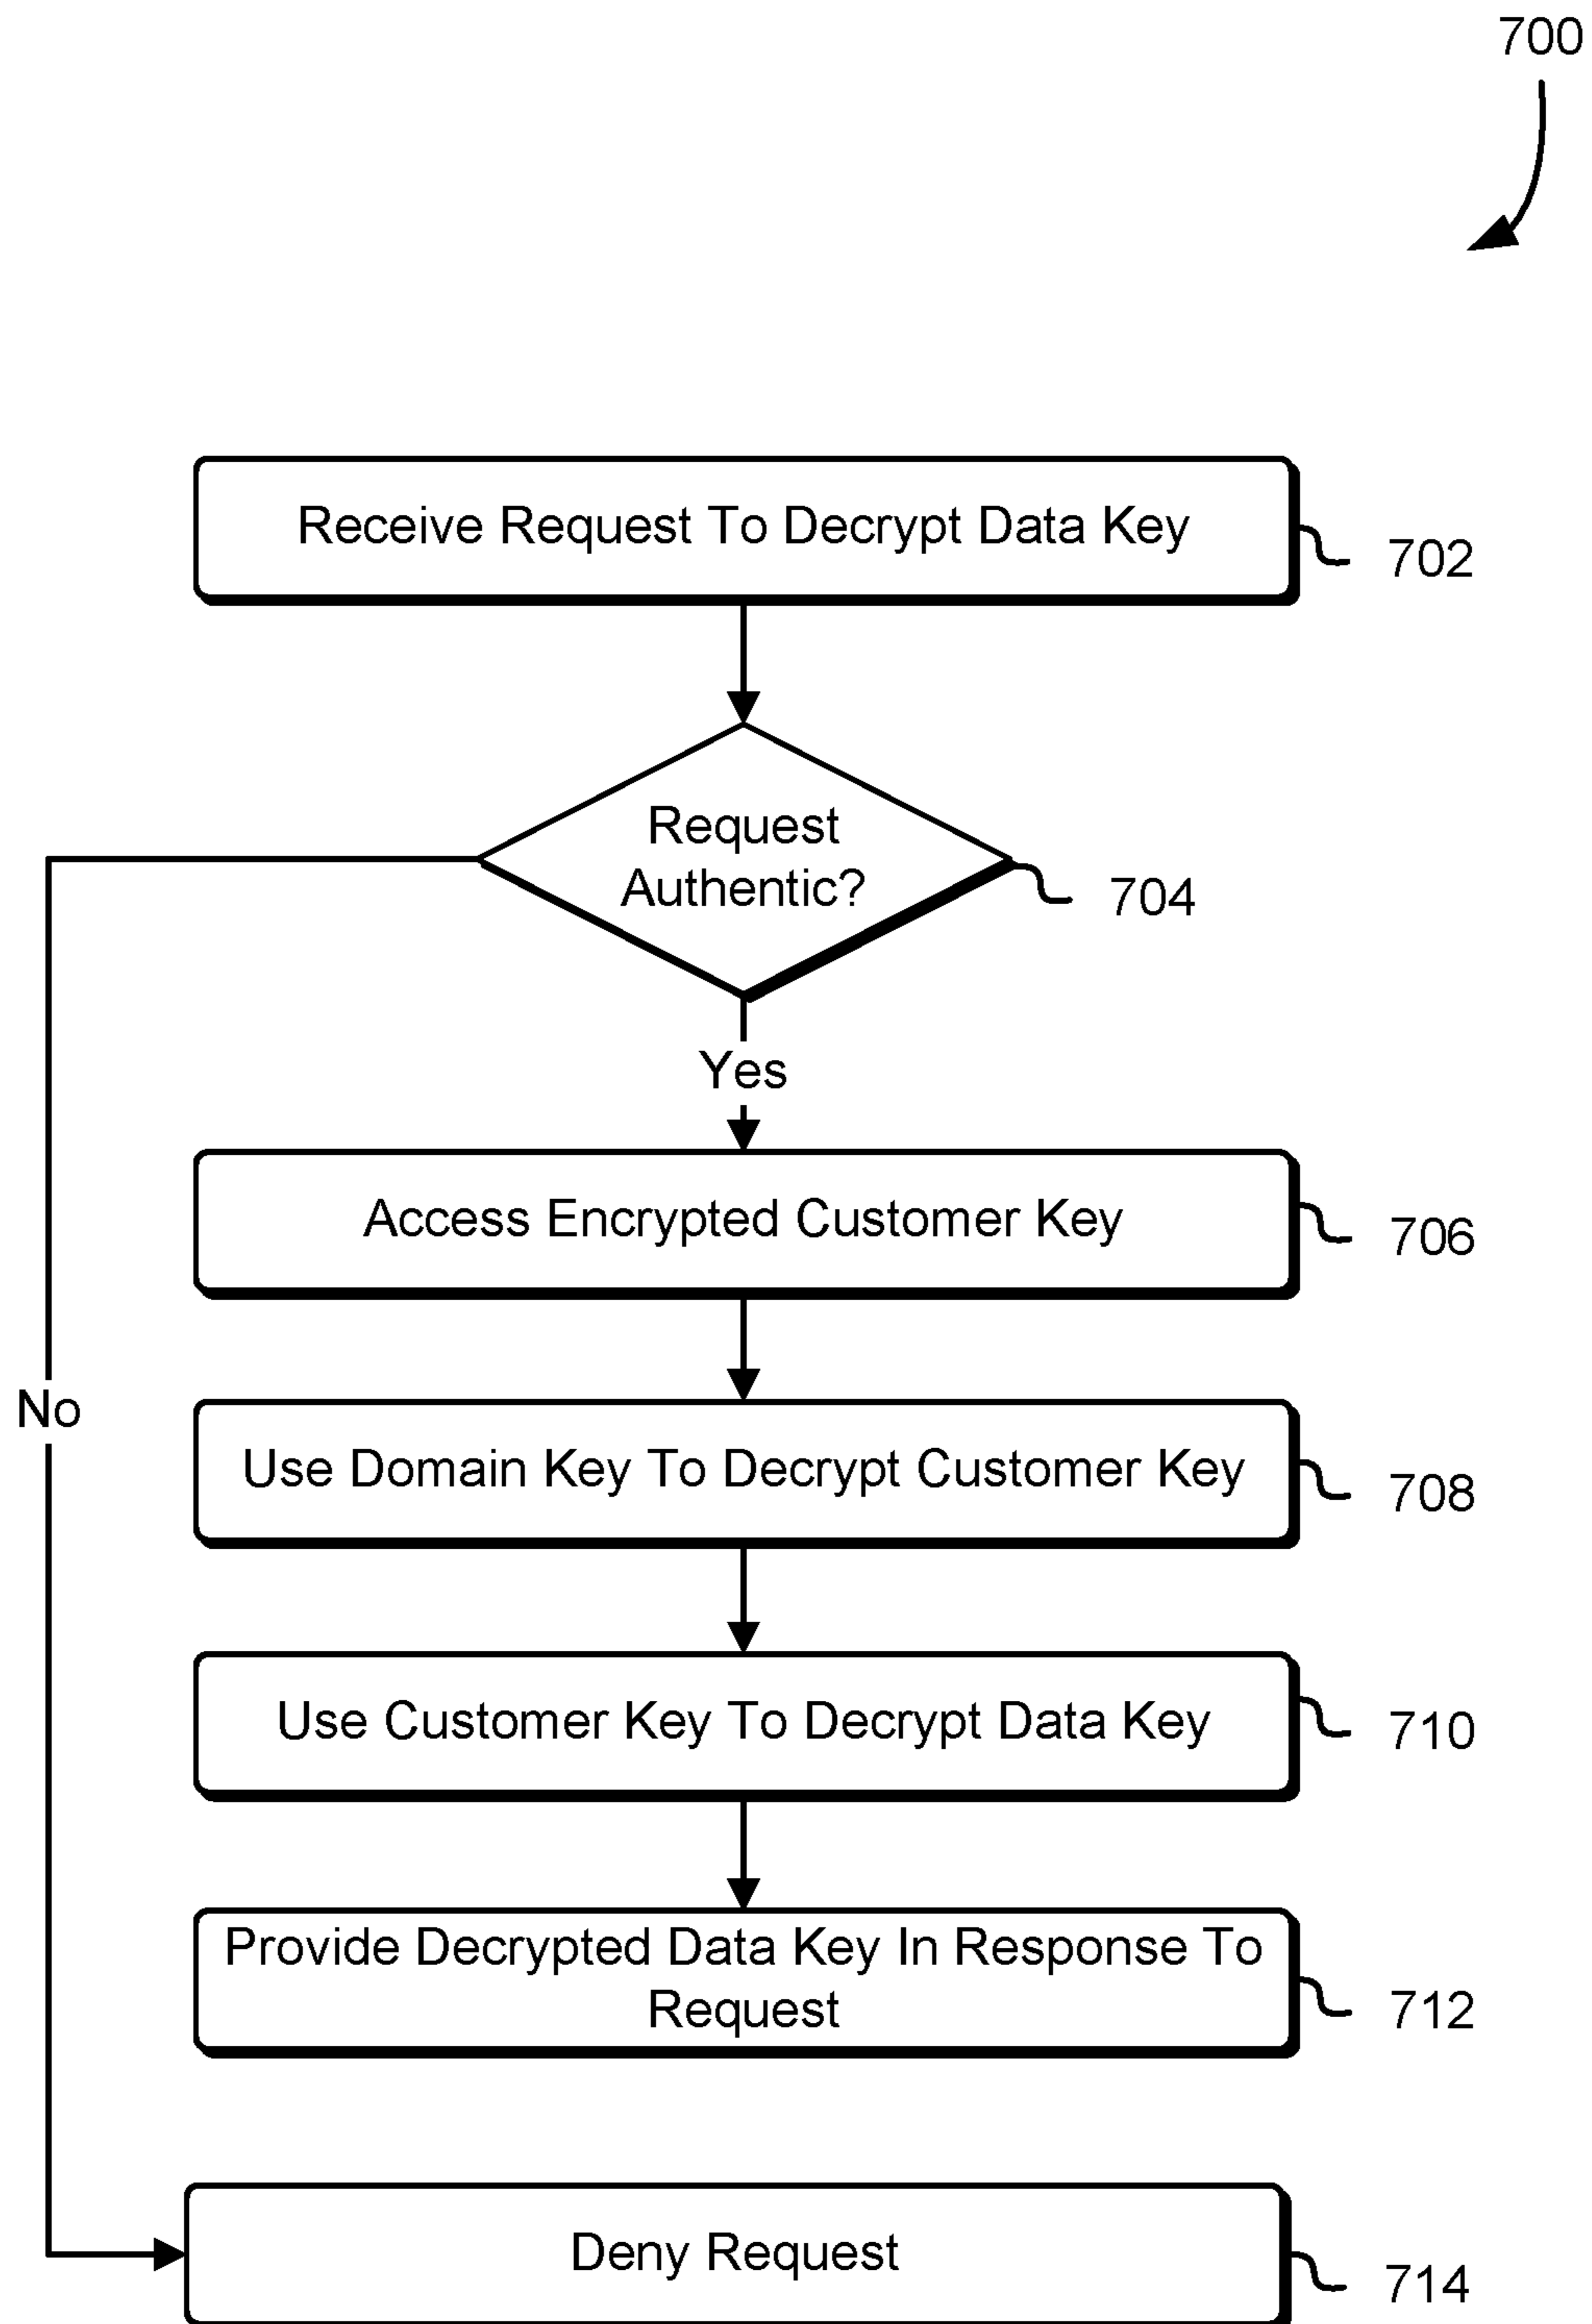 700
Receive Request To Decrypt Data Key
702
Request
Authentic?
704
Yes
Access Encrypted Customer Key
706
No
Use Domain Key To Decrypt Customer Key
708
Use Customer Key To Decrypt Data Key
710
Provide Decrypted Data Key In Response To
Request
712
Deny Request
714